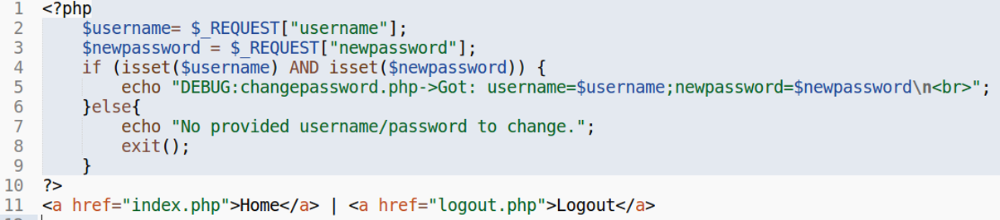 1 <?php
2     $username= $_REQUEST["username"];
3     $newpassword = $_REQUEST["newpassword"];
4     if (isset($username) AND isset($newpassword)) {
5         echo "DEBUG:changepassword.php->Got: username=$username;newpassword=$newpassword\n<br>";
6     }else{
7         echo "No provided username/password to change.";
8         exit();
9     }
10 ?>
11 <a href="index.php">Home</a> | <a href="logout.php">Logout</a>